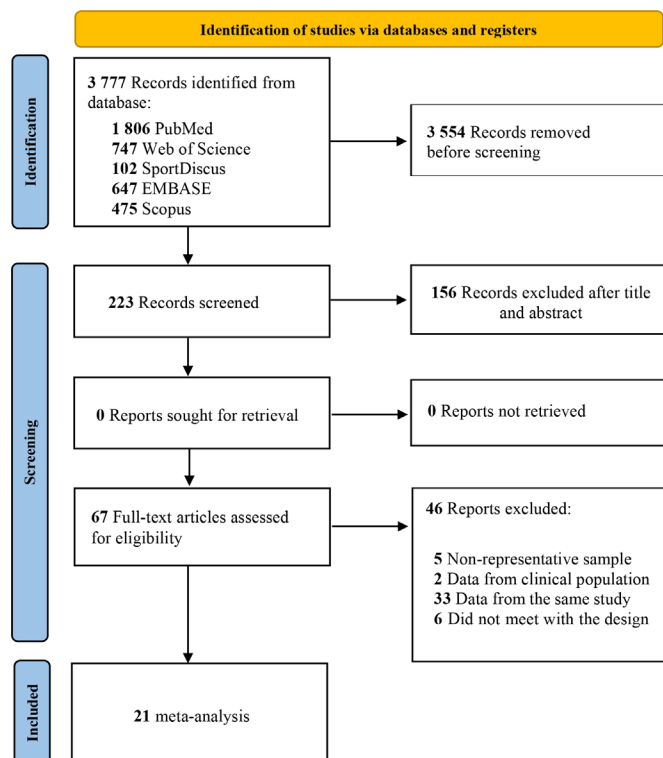 Identification of studies via databases and registers
Identification
3 777 Records identified from
database:
1 806 PubMed
747 Web of Science
102 SportDiscus
647 EMBASE
475 Scopus
3 554 Records removed
before screening
Screening
223 Records screened
156 Records excluded after title
and abstract
0 Reports sought for retrieval
0 Reports not retrieved
67 Full-text articles assessed
for eligibility
46 Reports excluded:
5 Non-representative sample
2 Data from clinical population
33 Data from the same study
6 Did not meet with the design
Included
21 meta-analysis